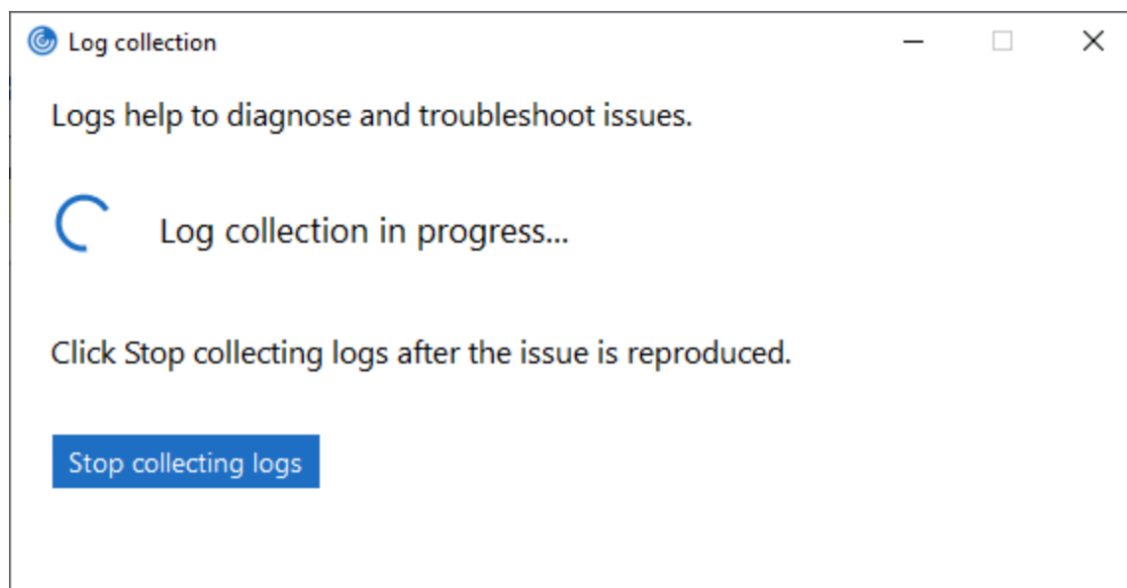 Log collection
Logs help to diagnose and troubleshoot issues.
Log collection in progress...
Click Stop collecting logs after the issue is reproduced.
Stop collecting logs